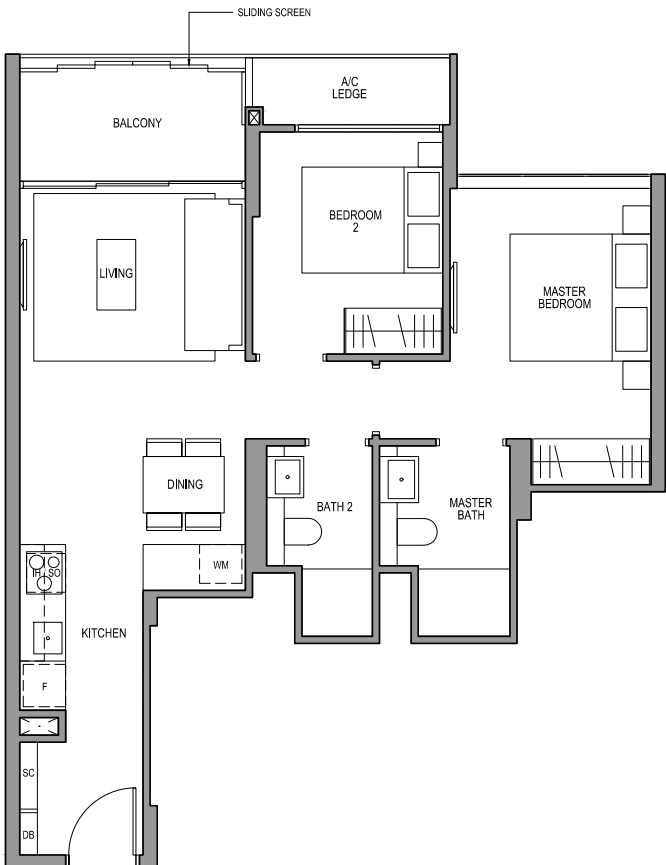 SLIDING SCREEN
A/C
LEDGE
BALCONY
BEDROOM
2
LIVING
MASTER
BEDROOM
DINING
BATH 2
MASTER
BATH
WM
IH SO
KITCHEN
F
SC
DB